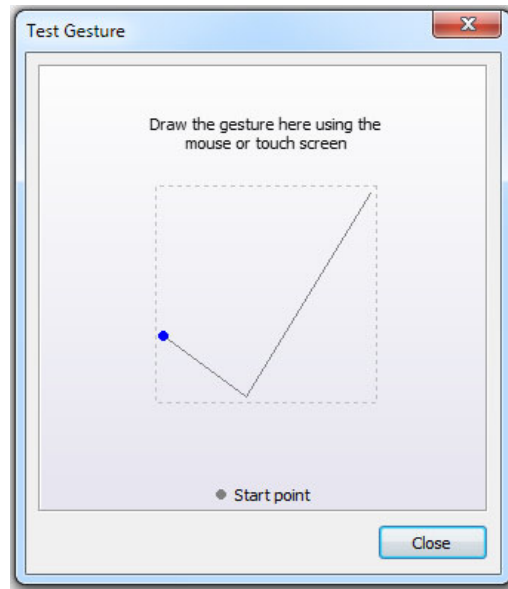 Test Gesture
Draw the gesture here using the
mouse or touch screen
Start point
Close